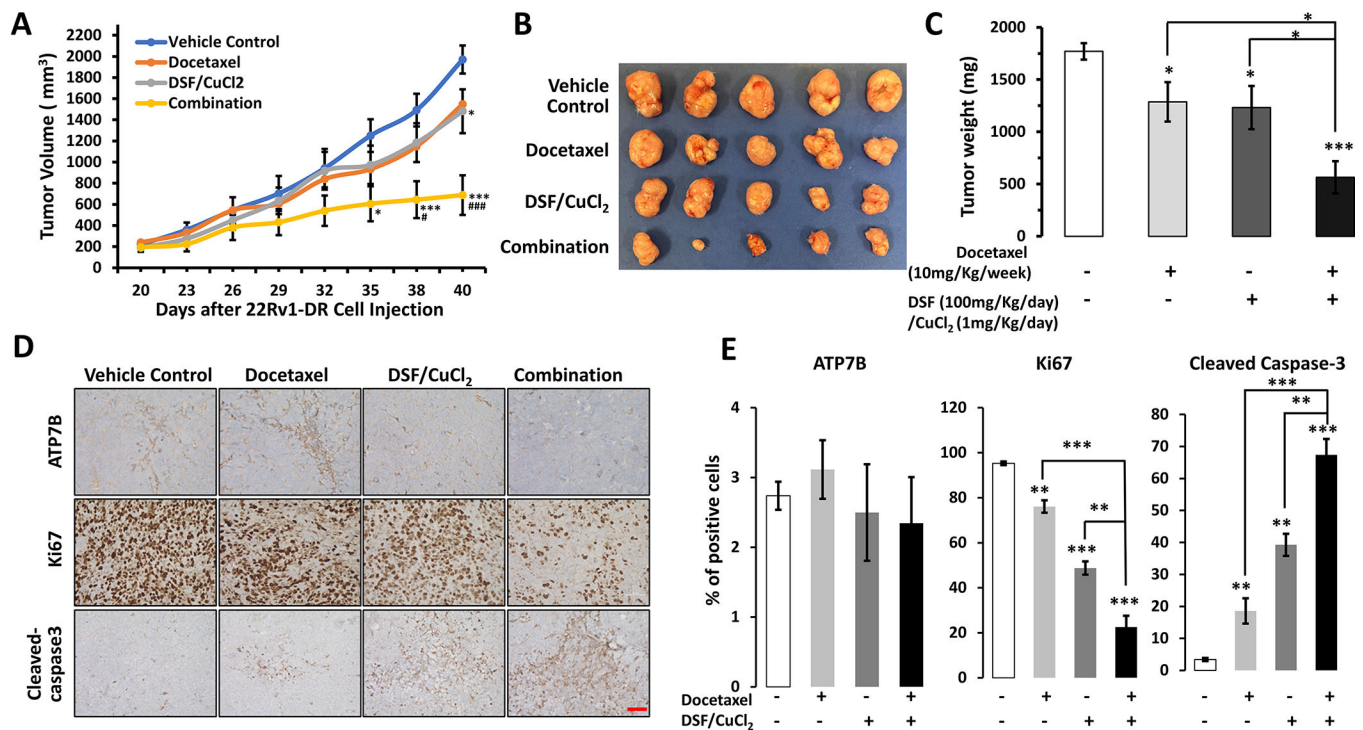 A
Tumor Volume ( mm³)
2200
2000
1800
1600
1400
1200
1000
800
600
400
200
0
Vehicle Control
Docetaxel
DSF/CuCl2
Combination
*
*
***
#
***
###
20 23 26 29 32 35 38 40
Days after 22Rv1-DR Cell Injection
B
Vehicle
Control
Docetaxel
DSF/CuCl₂
Combination
C
Tumor weight (mg)
2000
1500
1000
500
0
*
*
*
*
***
Docetaxel
(10mg/Kg/week)
- + - +
DSF (100mg/Kg/day)
/CuCl₂ (1mg/Kg/day)
- - + +
D
Vehicle Control Docetaxel DSF/CuCl₂ Combination
ATP7B
Ki67
Cleaved-
caspase3
E
% of positive cells
ATP7B
4
3
2
1
0
Ki67
120
100
80
60
40
20
0
**
***
***
***
**
Cleaved Caspase-3
80
70
60
50
40
30
20
10
0
**
**
***
***
**
Docetaxel - + - + - + - + - + - +
DSF/CuCl₂ - - + + - - + + - - + +